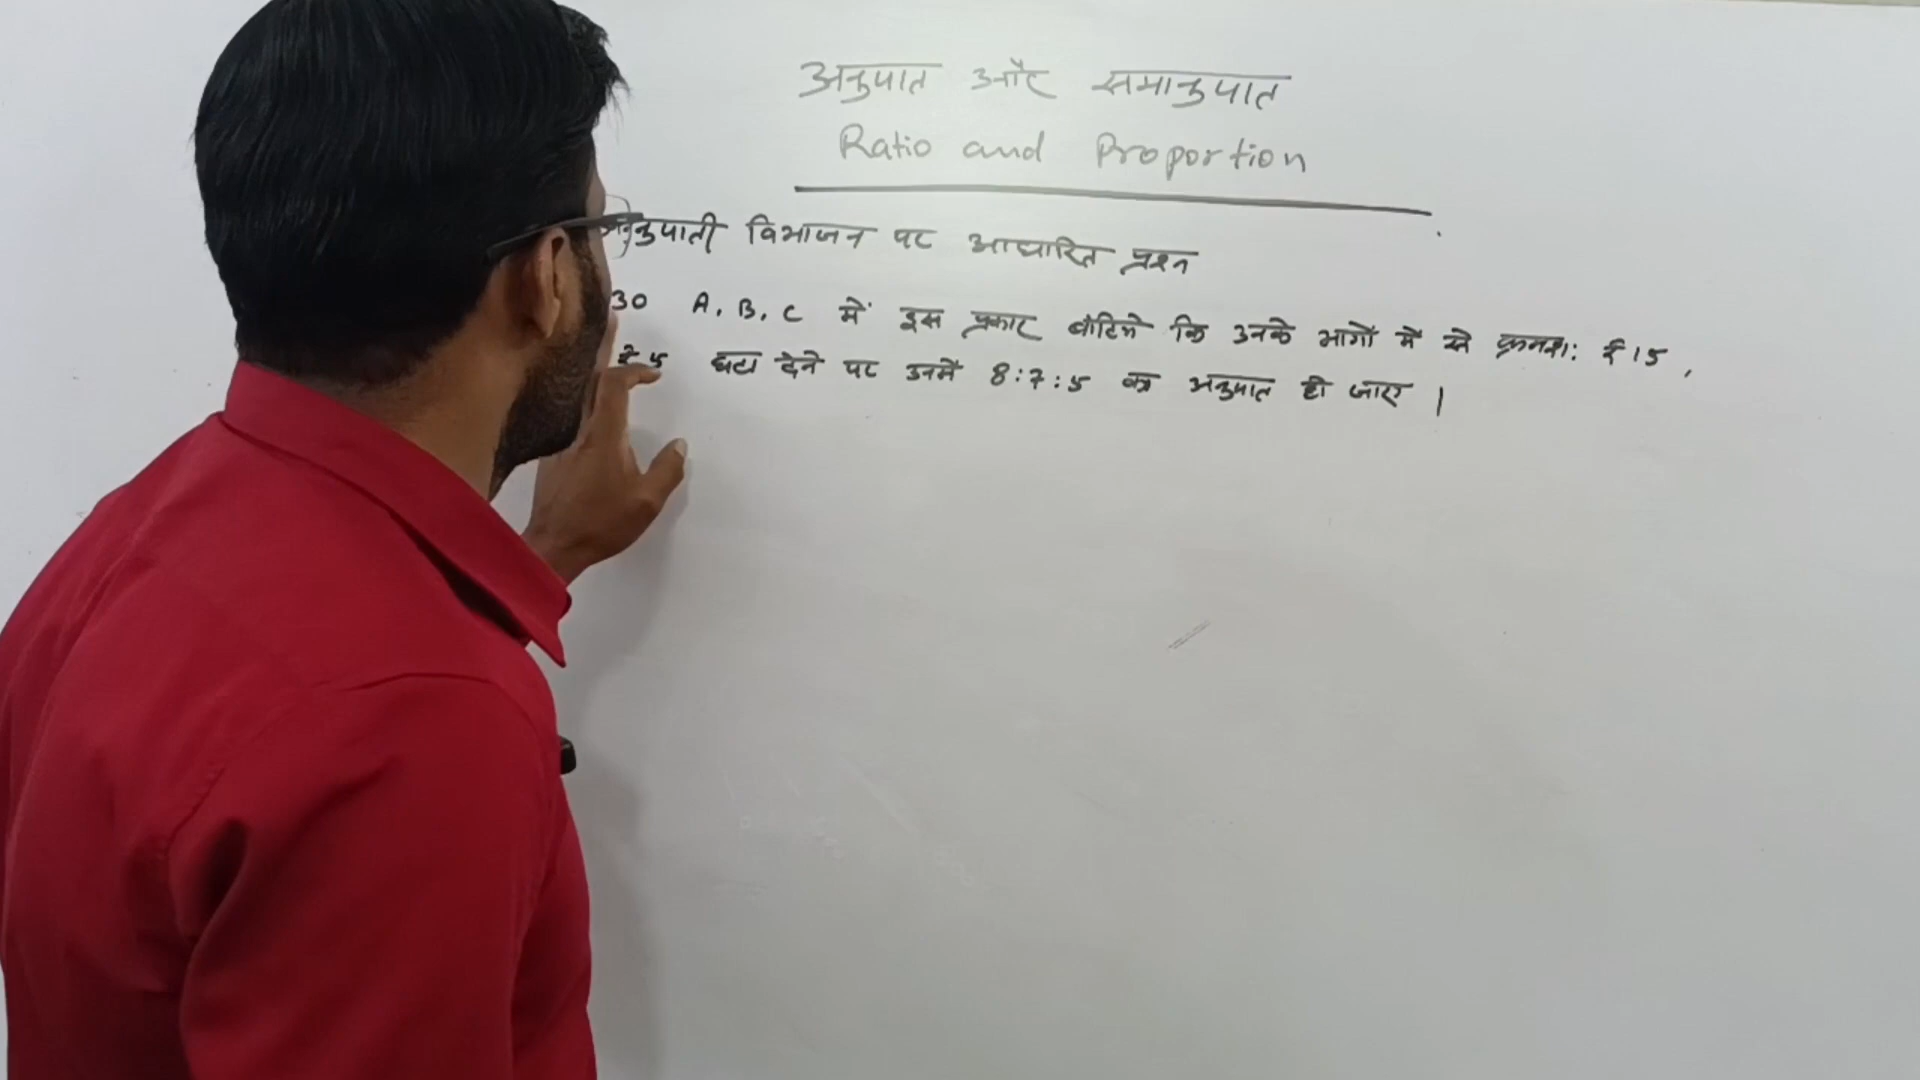 अनुपात और समानुपात
Ratio and Proportion
अनुपाती विभाजन पर आधारित प्रश्न
30 A, B, C में इस प्रकार बाँटिये कि उनके भागों में से क्रमशः ₹15,
₹5 घटा देने पर उनमें 8:7:5 का अनुपात हो जाए।